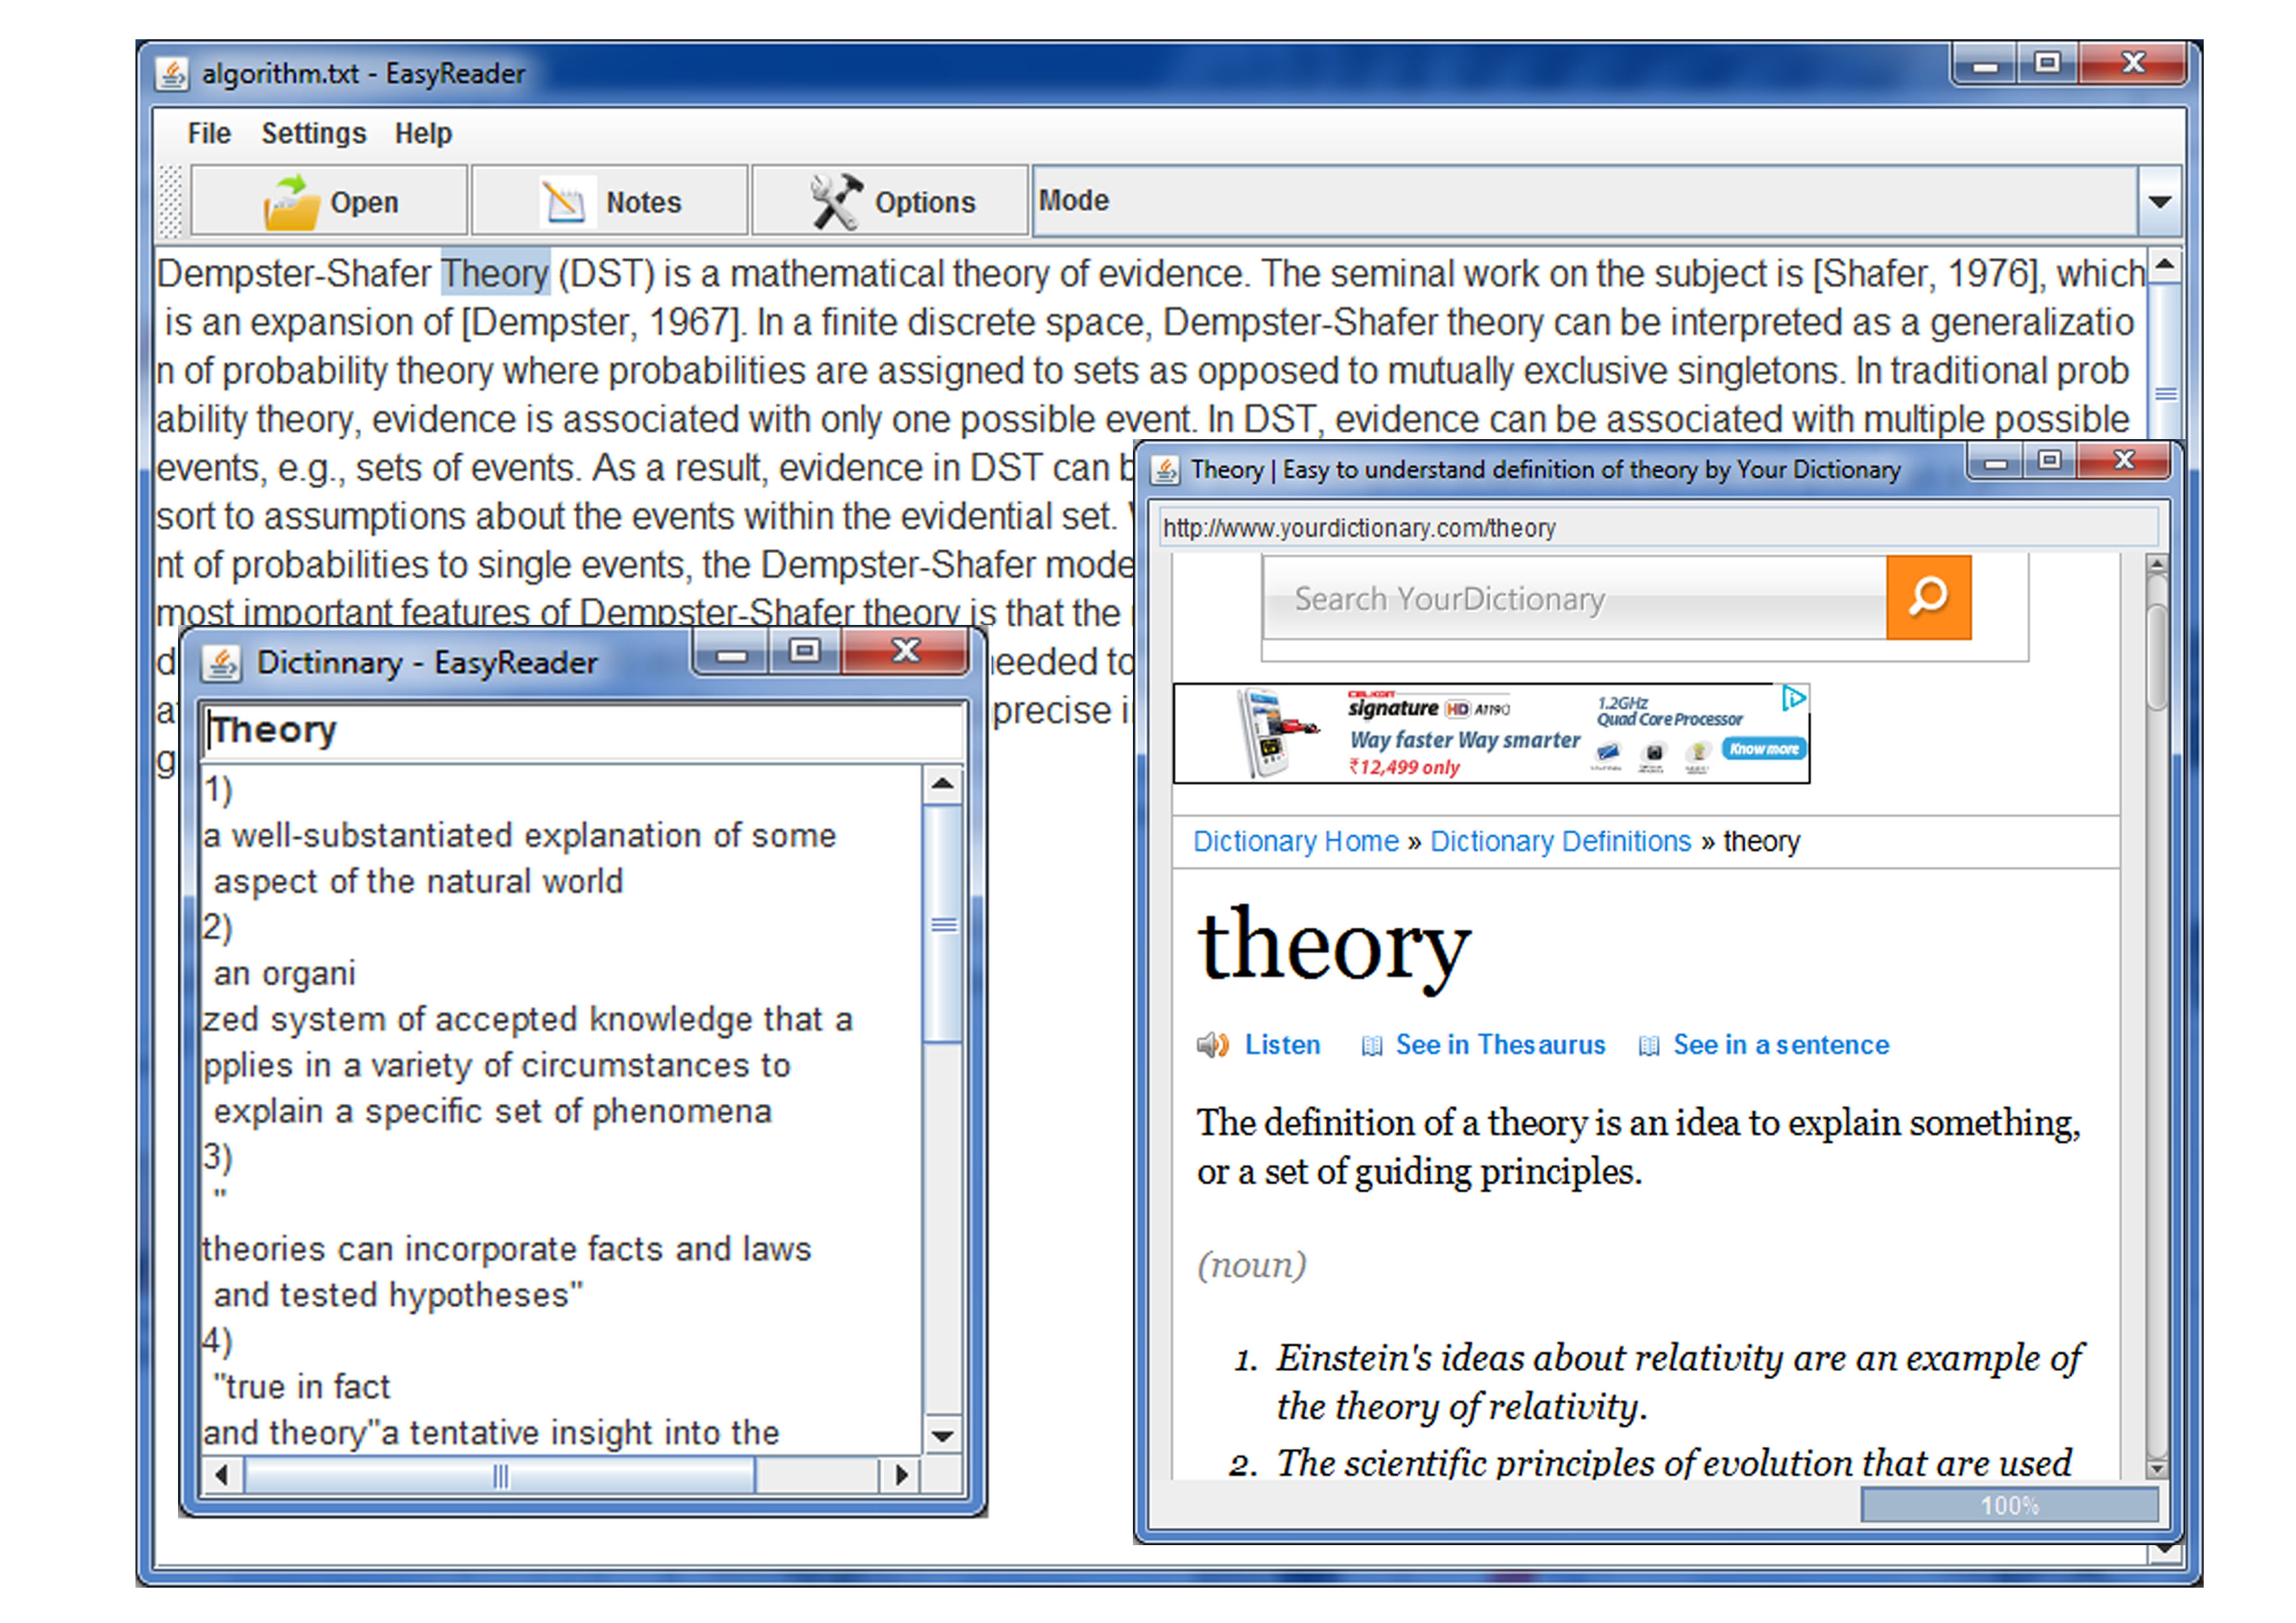 algorithm.txt - EasyReader
File Settings Help
Open Notes Options Mode
Dempster-Shafer Theory (DST) is a mathematical theory of evidence. The seminal work on the subject is [Shafer, 1976], which
is an expansion of [Dempster, 1967]. In a finite discrete space, Dempster-Shafer theory can be interpreted as a generalizatio
n of probability theory where probabilities are assigned to sets as opposed to mutually exclusive singletons. In traditional prob
ability theory, evidence is associated with only one possible event. In DST, evidence can be associated with multiple possible
events, e.g., sets of events. As a result, evidence in DST can b
sort to assumptions about the events within the evidential set.
nt of probabilities to single events, the Dempster-Shafer mode
most important features of Dempster-Shafer theory is that the
d eeded to
a precise i
g
Dictinnary - EasyReader
Theory
1)
a well-substantiated explanation of some
aspect of the natural world
2)
an organi
zed system of accepted knowledge that a
pplies in a variety of circumstances to
explain a specific set of phenomena
3)
"
theories can incorporate facts and laws
and tested hypotheses"
4)
"true in fact
and theory"a tentative insight into the
Theory | Easy to understand definition of theory by Your Dictionary
http://www.yourdictionary.com/theory
Search YourDictionary
CELKON
signature HD A119Q
Way faster Way smarter
₹12,499 only
1.2GHz
Quad Core Processor
Know more
Dictionary Home » Dictionary Definitions » theory
theory
Listen See in Thesaurus See in a sentence
The definition of a theory is an idea to explain something,
or a set of guiding principles.
(noun)
1. Einstein's ideas about relativity are an example of
the theory of relativity.
2. The scientific principles of evolution that are used
100%